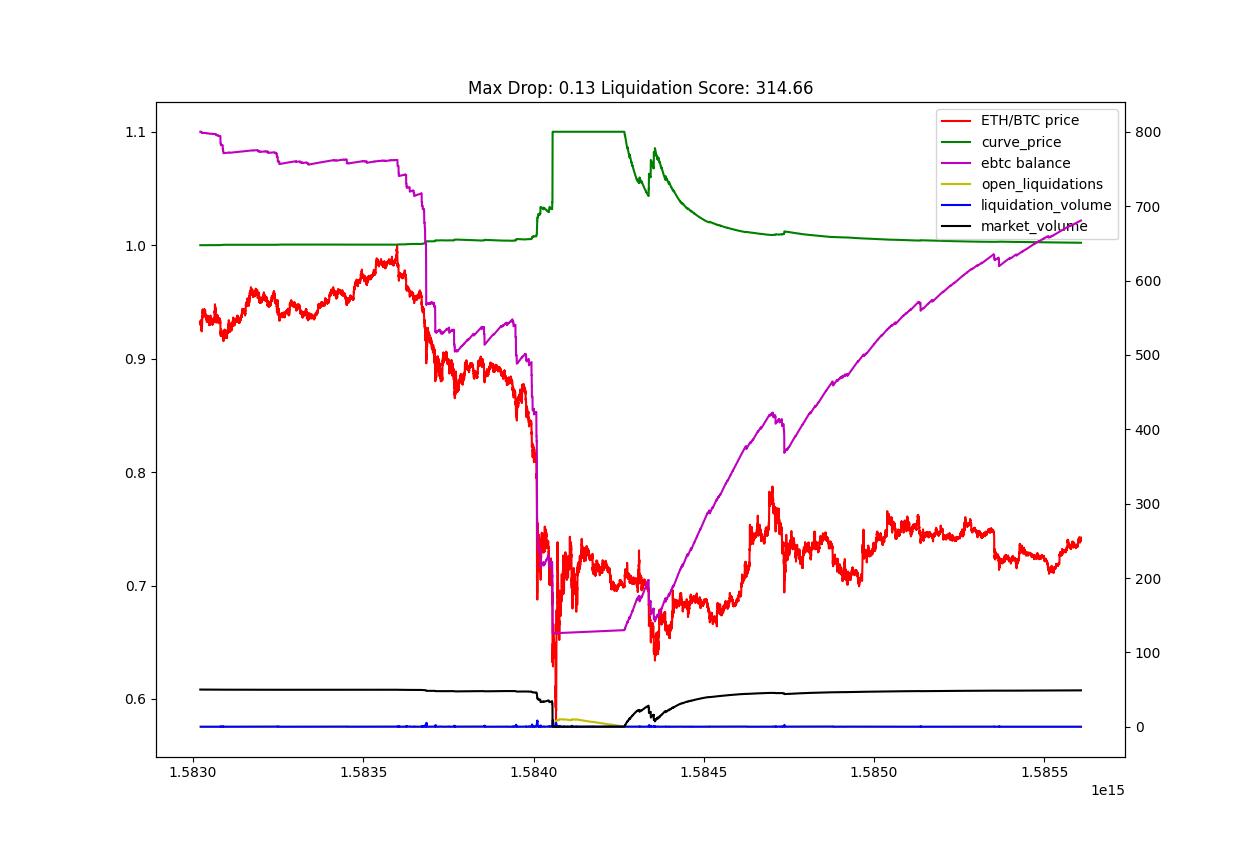 Max Drop: 0.13 Liquidation Score: 314.66
ETH/BTC price
curve_price
ebtc balance
open_liquidations
liquidation_volume
market_volume
1.1
1.0
0.9
0.8
0.7
0.6
800
700
600
500
400
300
200
100
0
1.5830 1.5835 1.5840 1.5845 1.5850 1.5855
1e15